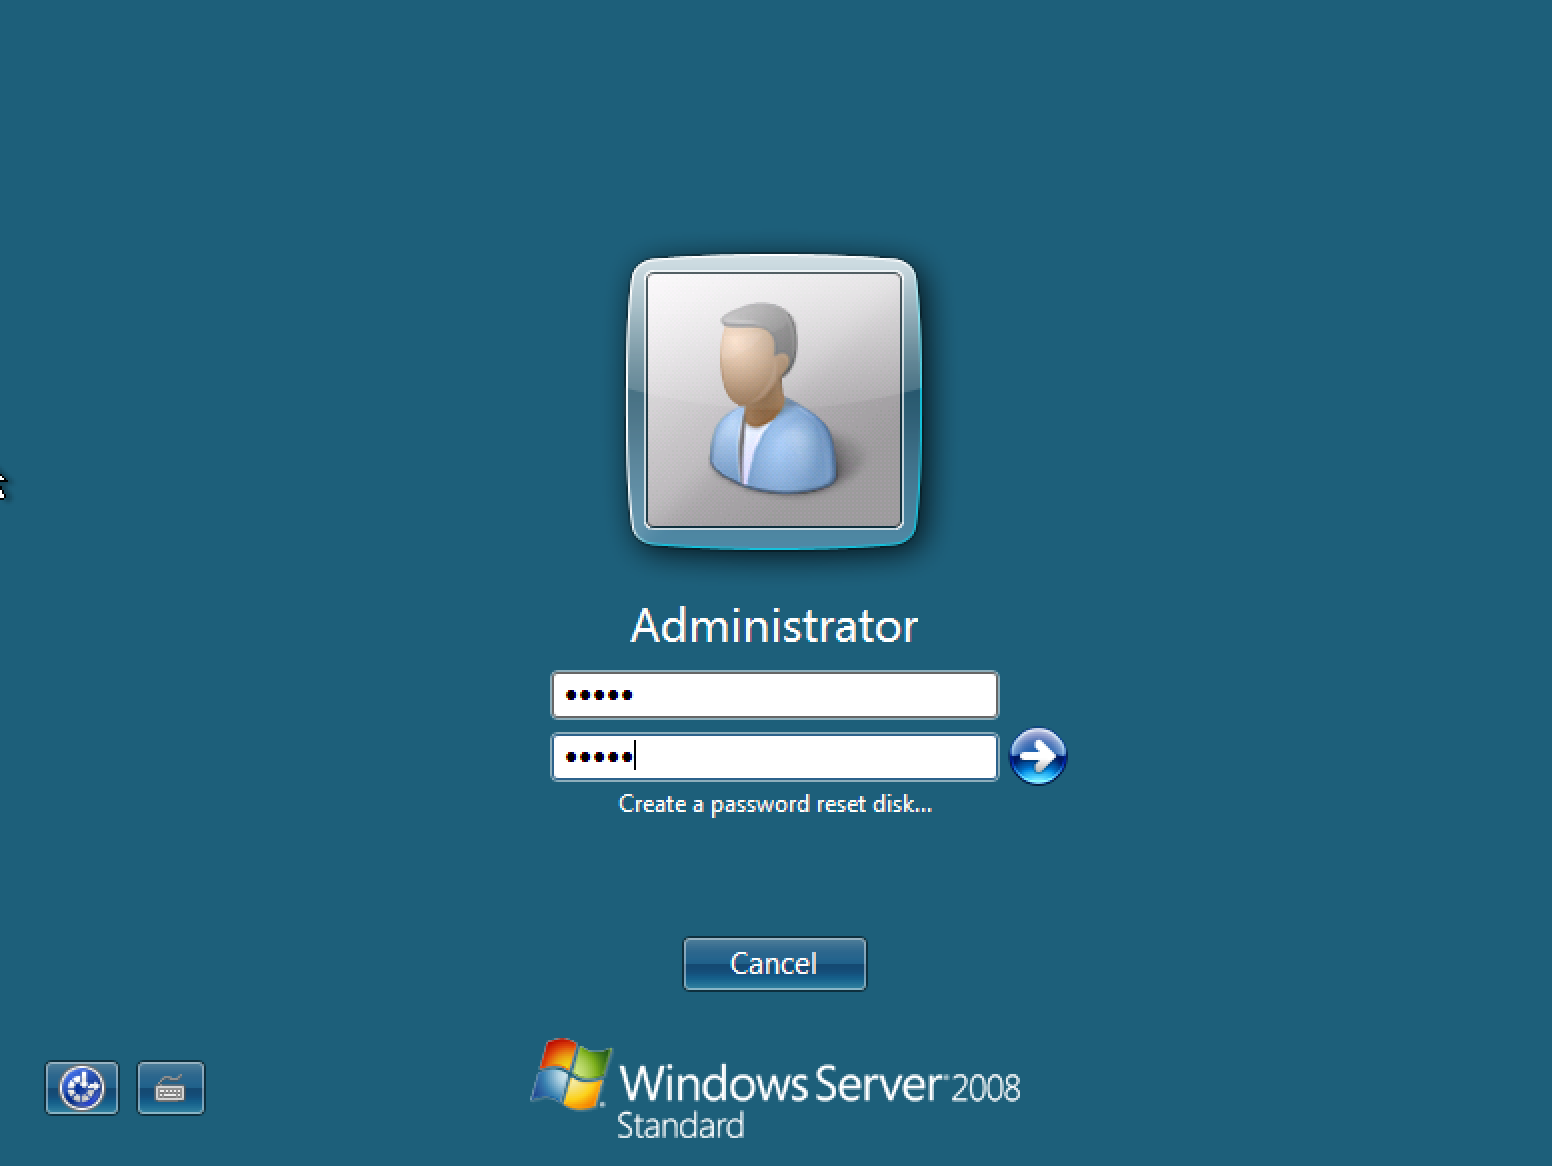 Administrator
•••••
•••••
Create a password reset disk...
Cancel
Windows Server 2008
Standard